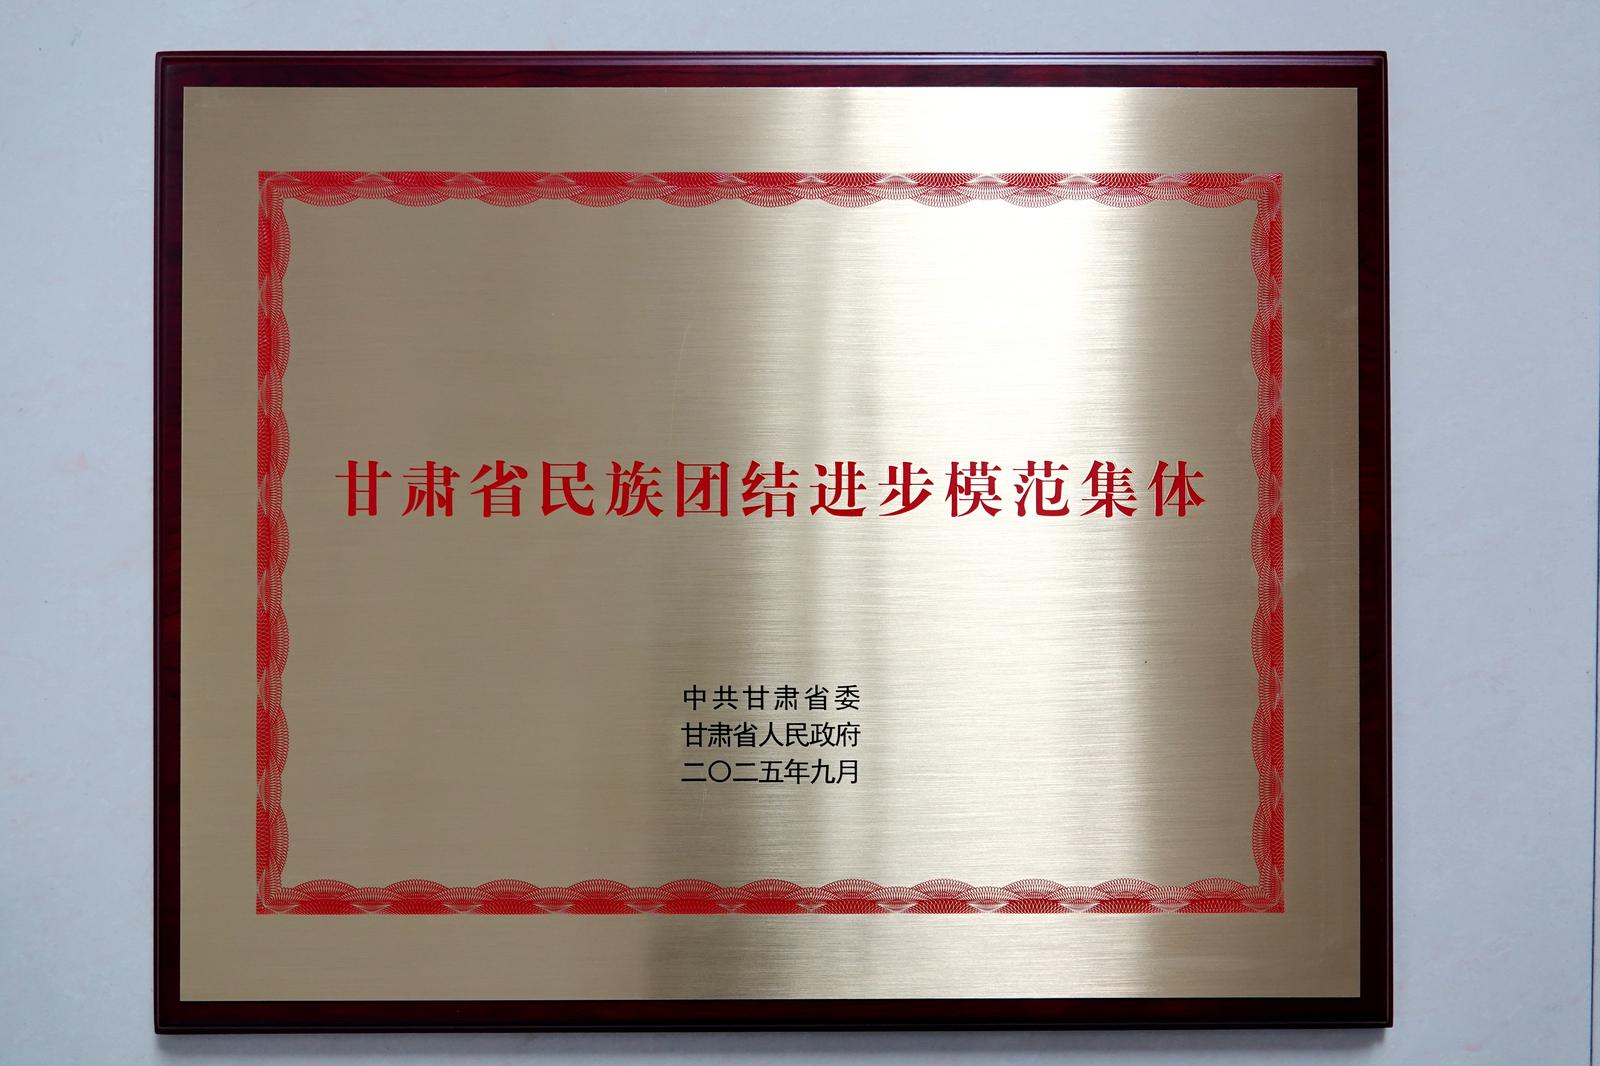 甘肃省民族团结进步模范集体
中共甘肃省委
甘肃省人民政府
二〇二五年九月